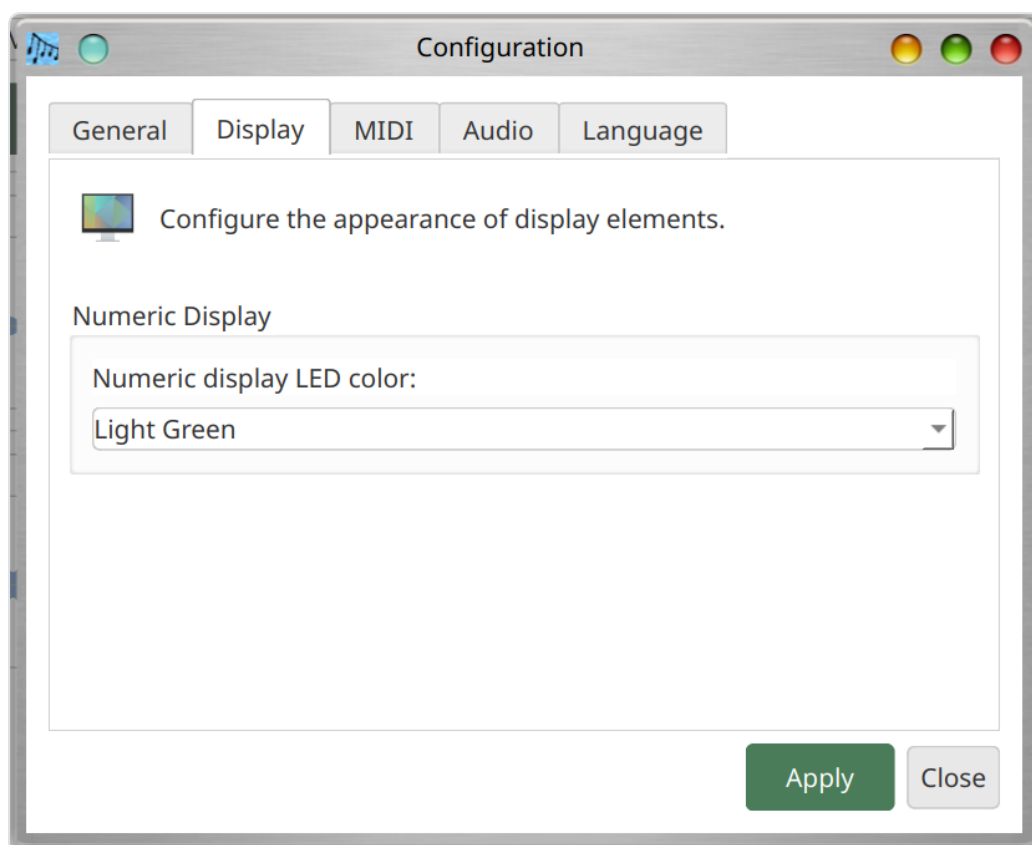 Configuration
General
Display
MIDI
Audio
Language
Configure the appearance of display elements.
Numeric Display
Numeric display LED color:
Light Green
Apply
Close